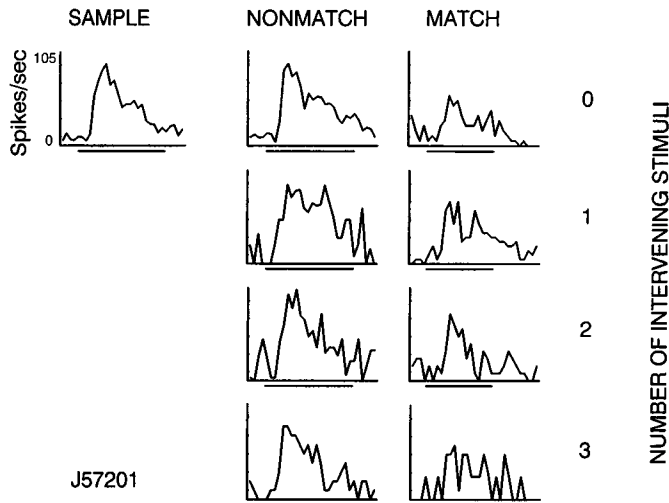 SAMPLE
NONMATCH
MATCH
Spikes/sec
105
0
0
1
2
3
NUMBER OF INTERVENING STIMULI
J57201